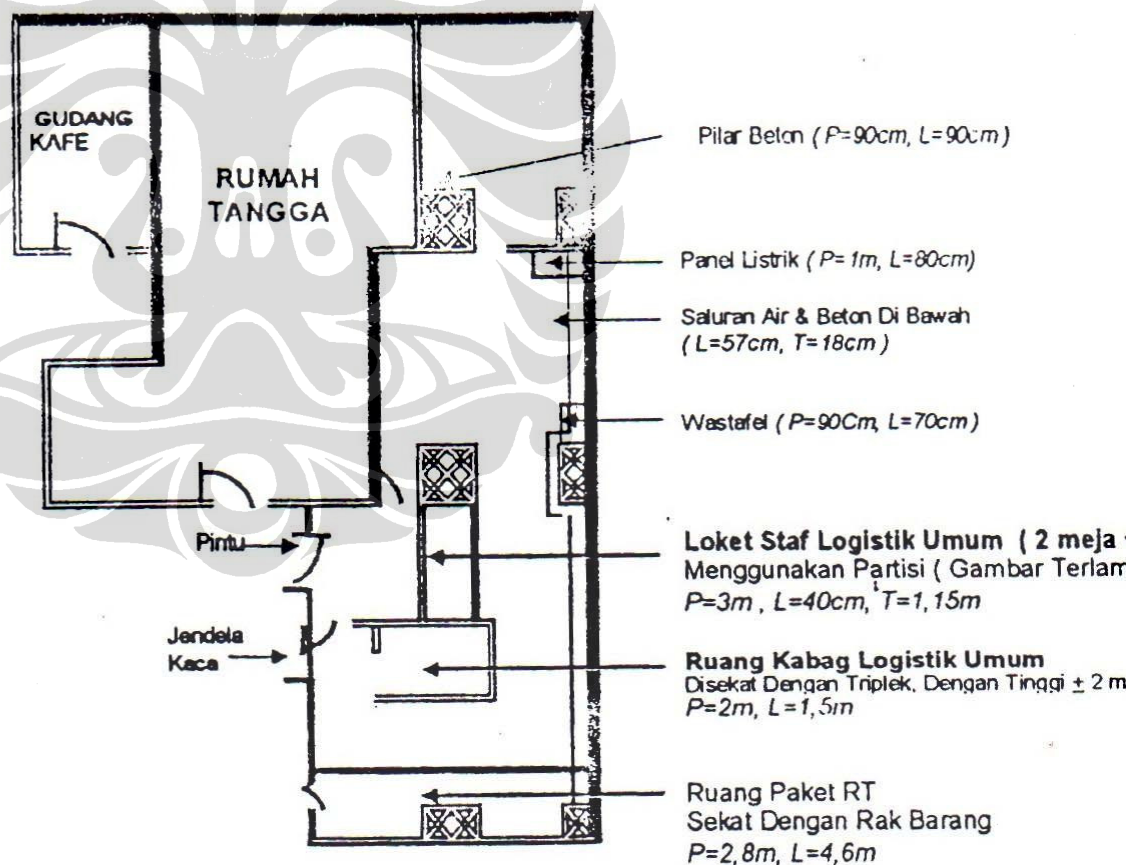 GUDANG
KAFE
RUMAH
TANGGA
Pilar Beton ( P=90cm, L=90cm )
Panel Listrik ( P= 1m, L=80cm)
Saluran Air & Beton Di Bawah
( L=57cm, T=18cm )
Wastafel ( P=90Cm, L=70cm )
Pintu
Loket Staf Logistik Umum ( 2 meja
Menggunakan Partisi ( Gambar Terlam
P=3m , L=40cm, T=1,15m
Jendela
Kaca
Ruang Kabag Logistik Umum
Disekat Dengan Triplek, Dengan Tinggi ± 2 m
P=2m, L=1,5m
Ruang Paket RT
Sekat Dengan Rak Barang
P=2,8m, L=4,6m